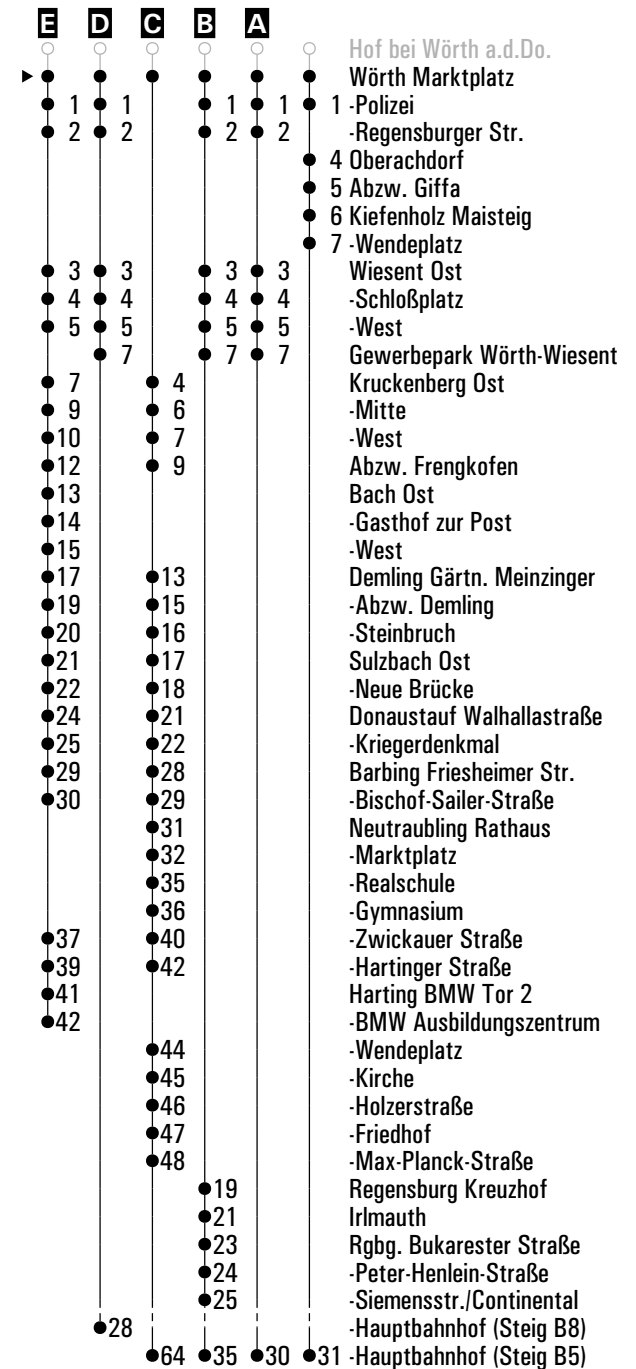 E D C B A
Hof bei Wörth a.d.Do.
Wörth Marktplatz
1 1 1 1 1 -Polizei
2 2 2 2 -Regensburger Str.
4 Oberachdorf
5 Abzw. Giffa
6 Kiefenholz Maisteig
7 -Wendeplatz
3 3 3 3 Wiesent Ost
4 4 4 4 -Schloßplatz
5 5 5 5 -West
7 7 7 Gewerbepark Wörth-Wiesent
7 4 Kruckenberg Ost
9 6 -Mitte
10 7 -West
12 9 Abzw. Frengkofen
13 Bach Ost
14 -Gasthof zur Post
15 -West
17 13 Demling Gärtn. Meinzinger
19 15 -Abzw. Demling
20 16 -Steinbruch
21 17 Sulzbach Ost
22 18 -Neue Brücke
24 21 Donaustauf Walhallastraße
25 22 -Kriegerdenkmal
29 28 Barbing Friesheimer Str.
30 29 -Bischof-Sailer-Straße
31 Neutraubling Rathaus
32 -Marktplatz
35 -Realschule
36 -Gymnasium
37 40 -Zwickauer Straße
39 42 -Hartinger Straße
41 Harting BMW Tor 2
42 -BMW Ausbildungszentrum
44 -Wendeplatz
45 -Kirche
46 -Holzerstraße
47 -Friedhof
48 -Max-Planck-Straße
19 Regensburg Kreuzhof
21 Irlmauth
23 Rgbg. Bukarester Straße
24 -Peter-Henlein-Straße
25 -Siemensstr./Continental
28 -Hauptbahnhof (Steig B8)
64 35 30 31 -Hauptbahnhof (Steig B5)